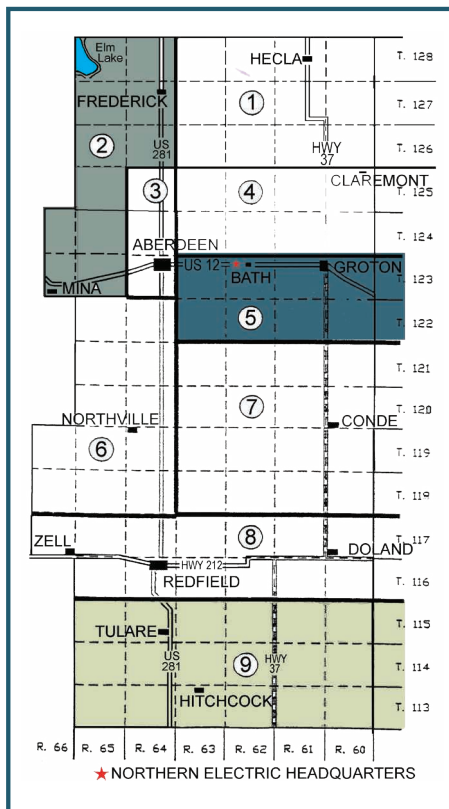 Elm
Lake
HECLA
T. 128
FREDERICK
1
T. 127
2
US
281
HWY
37
T. 126
3
4
CLAREMONT
T. 125
ABERDEEN
T. 124
US 12
BATH
GROTON
T. 123
MINA
5
T. 122
T. 121
7
NORTHVILLE
CONDE
T. 120
6
T. 119
T. 118
ZELL
8
DOLAND
T. 117
HWY 212
REDFIELD
T. 116
TULARE
T. 115
US
281
9
HWY
37
T. 114
HITCHCOCK
T. 113
R. 66 R. 65 R. 64 R. 63 R. 62 R. 61 R. 60
★ NORTHERN ELECTRIC HEADQUARTERS